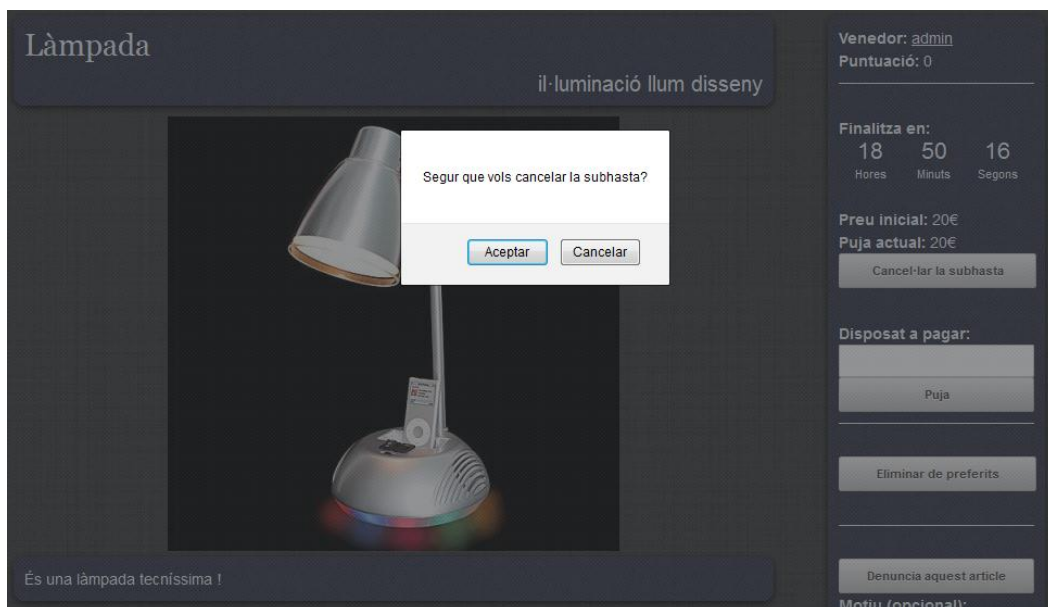 Làmpada
il·luminació llum disseny
Segur que vols cancelar la subhasta?
Aceptar Cancelar
És una làmpada tecníssima !
Venedor: admin
Puntuació: 0
Finalitza en:
18 50 16
Hores Minuts Segons
Preu inicial: 20€
Puja actual: 20€
Cancel·lar la subhasta
Disposat a pagar:
Puja
Eliminar de preferits
Denuncia aquest article
Motiu (opcional):